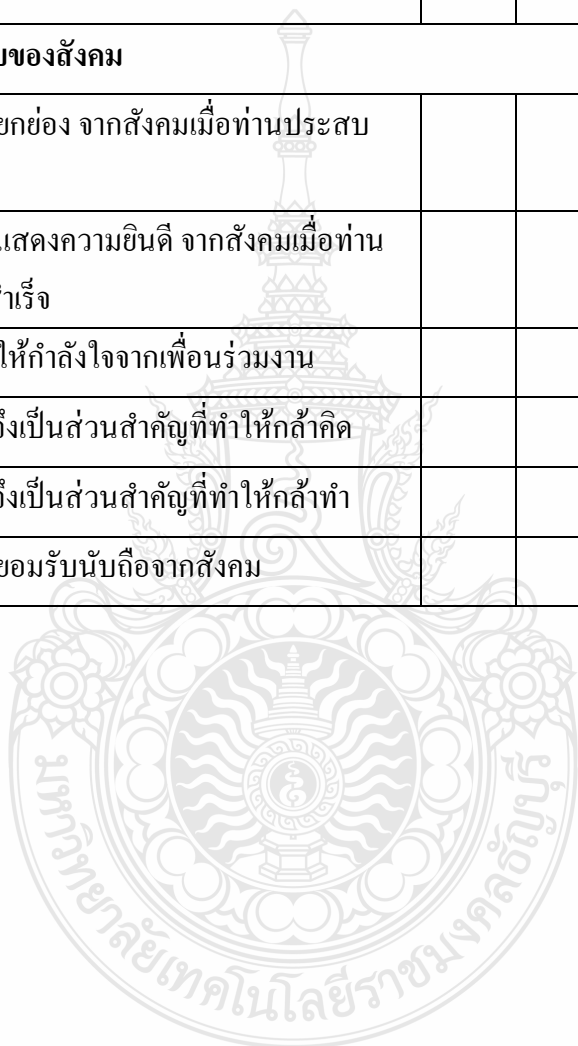 บของสังคม
ยกย่อง จากสังคมเมื่อท่านประสบ
แสดงความยินดี จากสังคมเมื่อท่าน
สำเร็จ
ให้กำลังใจจากเพื่อนร่วมงาน
จึงเป็นส่วนสำคัญที่ทำให้กล้าคิด
จึงเป็นส่วนสำคัญที่ทำให้กล้าทำ
ยอมรับนับถือจากสังคม
มหาวิทยาลัยเทคโนโลยีราชมงคลธัญบุรี